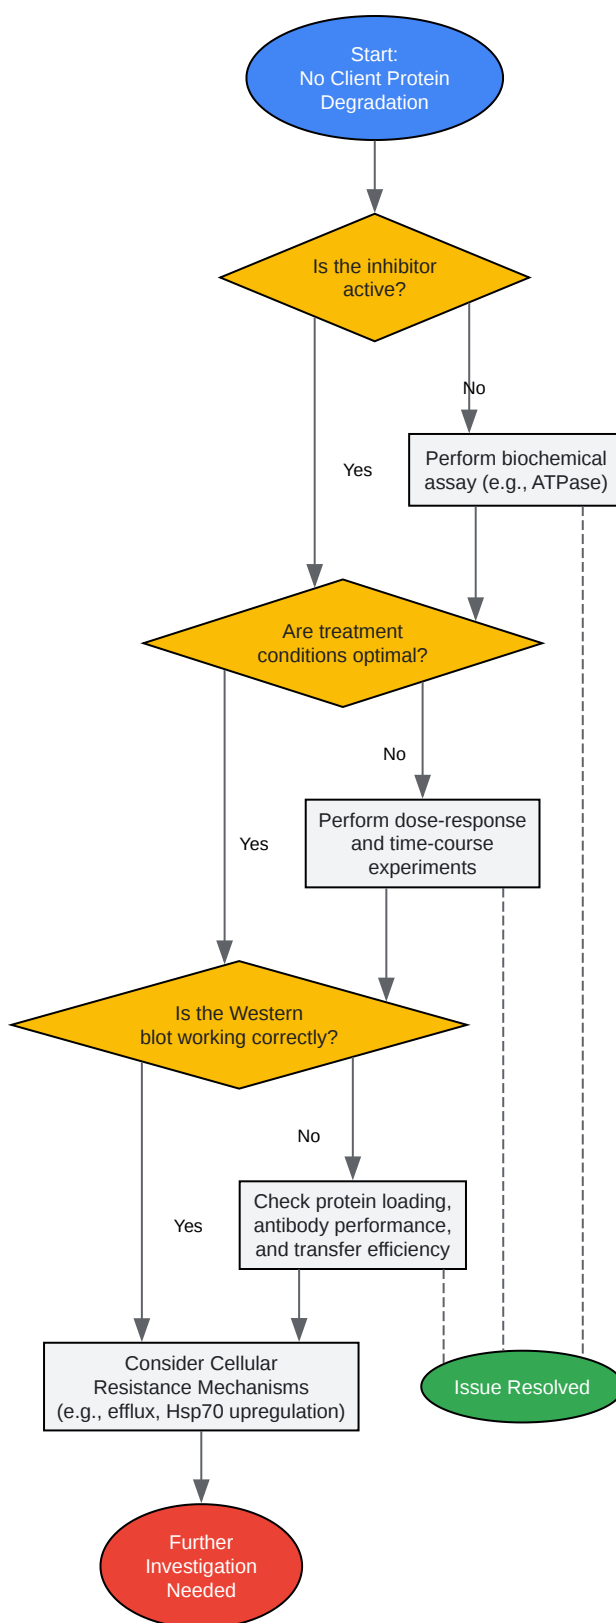 Start:
No Client Protein
Degradation
Is the inhibitor
active?
No
Yes
Perform biochemical
assay (e.g., ATPase)
Are treatment
conditions optimal?
No
Yes
Perform dose-response
and time-course
experiments
Is the Western
blot working correctly?
No
Yes
Check protein loading,
antibody performance,
and transfer efficiency
Consider Cellular
Resistance Mechanisms
(e.g., efflux, Hsp70 upregulation)
Issue Resolved
Further
Investigation
Needed